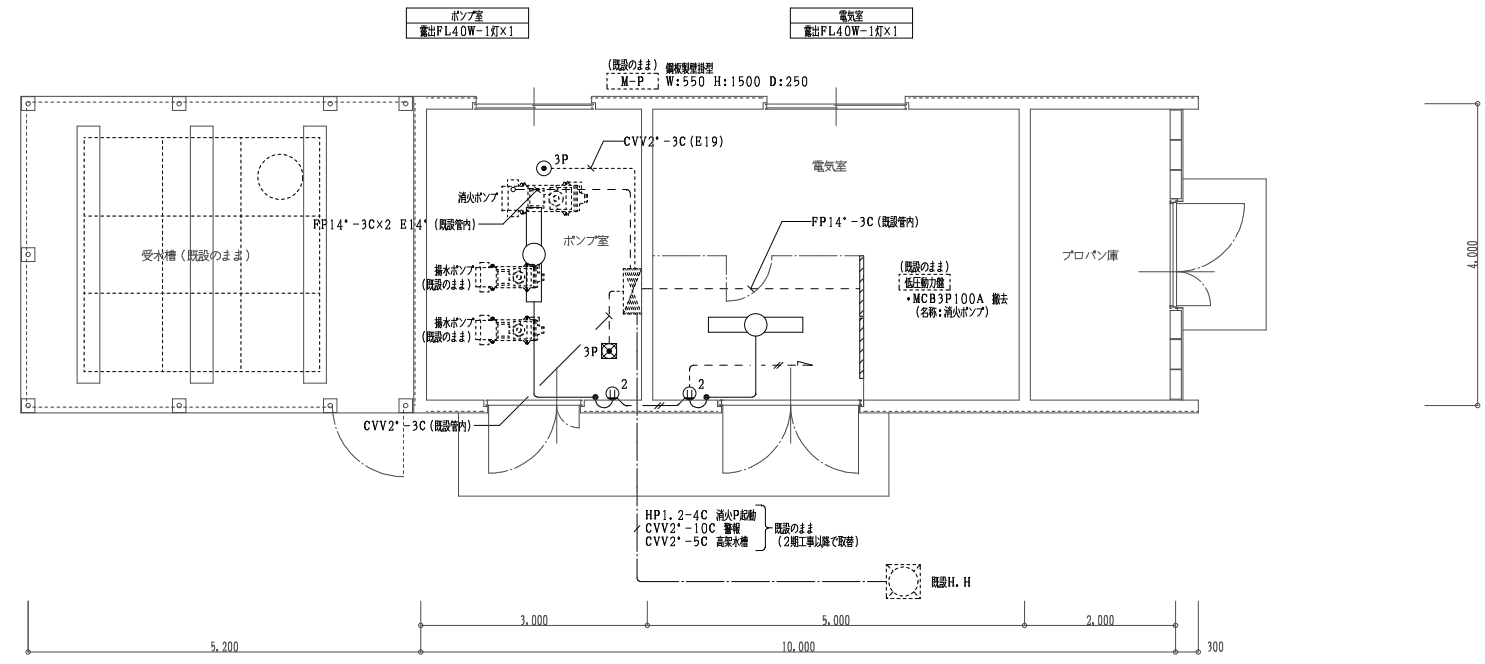 ポンプ室
露出FL40W-1灯×1
電気室
露出FL40W-1灯×1
(既設のまま) 鋼板製壁掛型
M-P W:550 H:1500 D:250
CVV2°-3C(E19)
3P
電気室
消火ポンプ
FP14°-3C×2 E14°(既設管内)
FP14°-3C(既設管内)
ポンプ室
受水槽(既設のまま)
プロパン庫
4,000
揚水ポンプ
(既設のまま)
(既設のまま)
低圧動力盤
・MCB3P100A 撤去
(名称:消火ポンプ)
揚水ポンプ
(既設のまま)
3P
2
2
CVV2°-3C(既設管内)
HP1.2-4C 消火P起動
CVV2°-10C 警報
CVV2°-5C 高架水槽
既設のまま
(2期工事以降で取替)
既設H.H
3,000
5,000
2,000
5,200
10,000
300